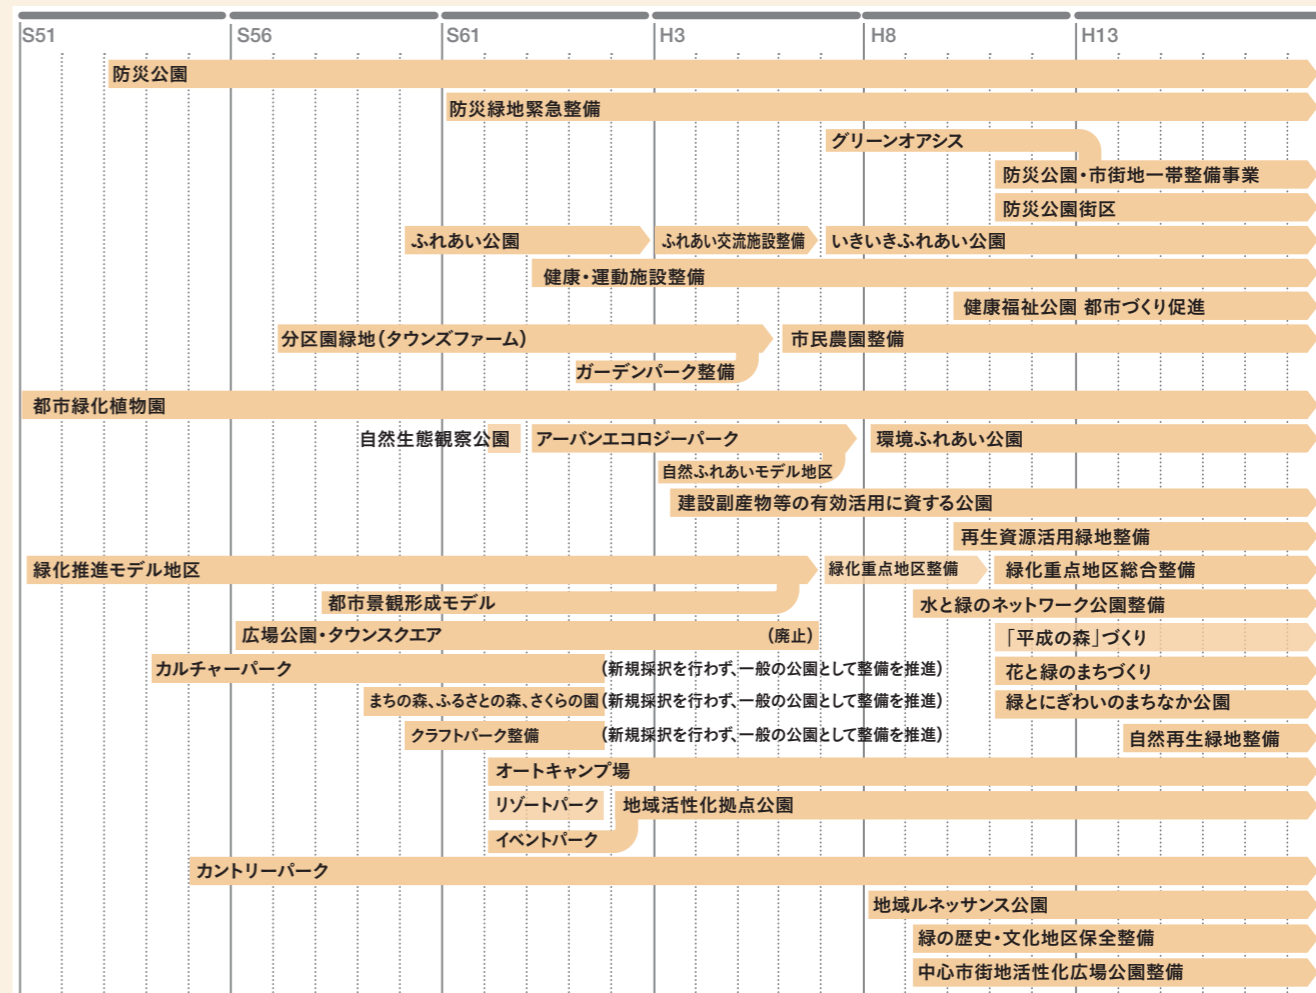 S51 S56 S61 H3 H8 H13
防災公園
防災緑地緊急整備
グリーンオアシス
防災公園・市街地一帯整備事業
防災公園街区
ふれあい公園 ふれあい交流施設整備 いきいきふれあい公園
健康・運動施設整備
健康福祉公園 都市づくり促進
分区園緑地(タウンズファーム) 市民農園整備
ガーデンパーク整備
都市緑化植物園
自然生態観察公園 アーバンエコロジーパーク 環境ふれあい公園
自然ふれあいモデル地区
建設副産物等の有効活用に資する公園
再生資源活用緑地整備
緑化推進モデル地区 緑化重点地区整備 緑化重点地区総合整備
都市景観形成モデル 水と緑のネットワーク公園整備
広場公園・タウンスクエア (廃止) 「平成の森」づくり
カルチャーパーク (新規採択を行わず、一般の公園として整備を推進) 花と緑のまちづくり
まちの森、ふるさとの森、さくらの園 (新規採択を行わず、一般の公園として整備を推進) 緑とにぎわいのまちなか公園
クラフトパーク整備 (新規採択を行わず、一般の公園として整備を推進) 自然再生緑地整備
オートキャンプ場
リゾートパーク 地域活性化拠点公園
イベントパーク
カントリーパーク
地域ルネッサンス公園
緑の歴史・文化地区保全整備
中心市街地活性化広場公園整備